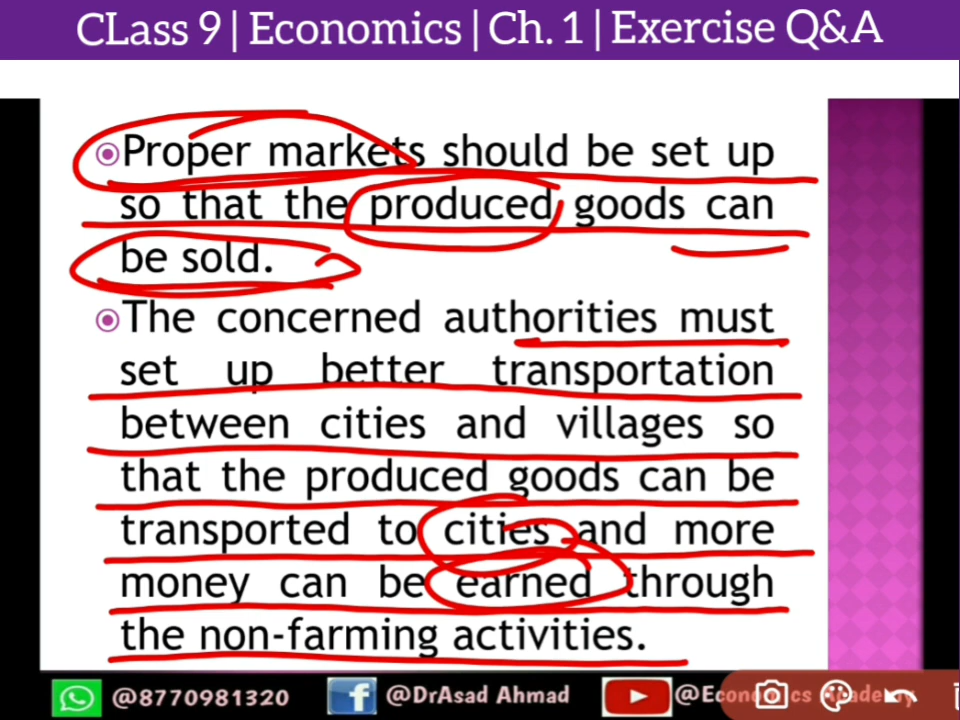 CLass 9 | Economics | Ch. 1 | Exercise Q&A
Proper markets should be set up
so that the produced goods can
be sold.
The concerned authorities must
set up better transportation
between cities and villages so
that the produced goods can be
transported to cities and more
money can be earned through
the non-farming activities.
@8770981320 @DrAsad Ahmad